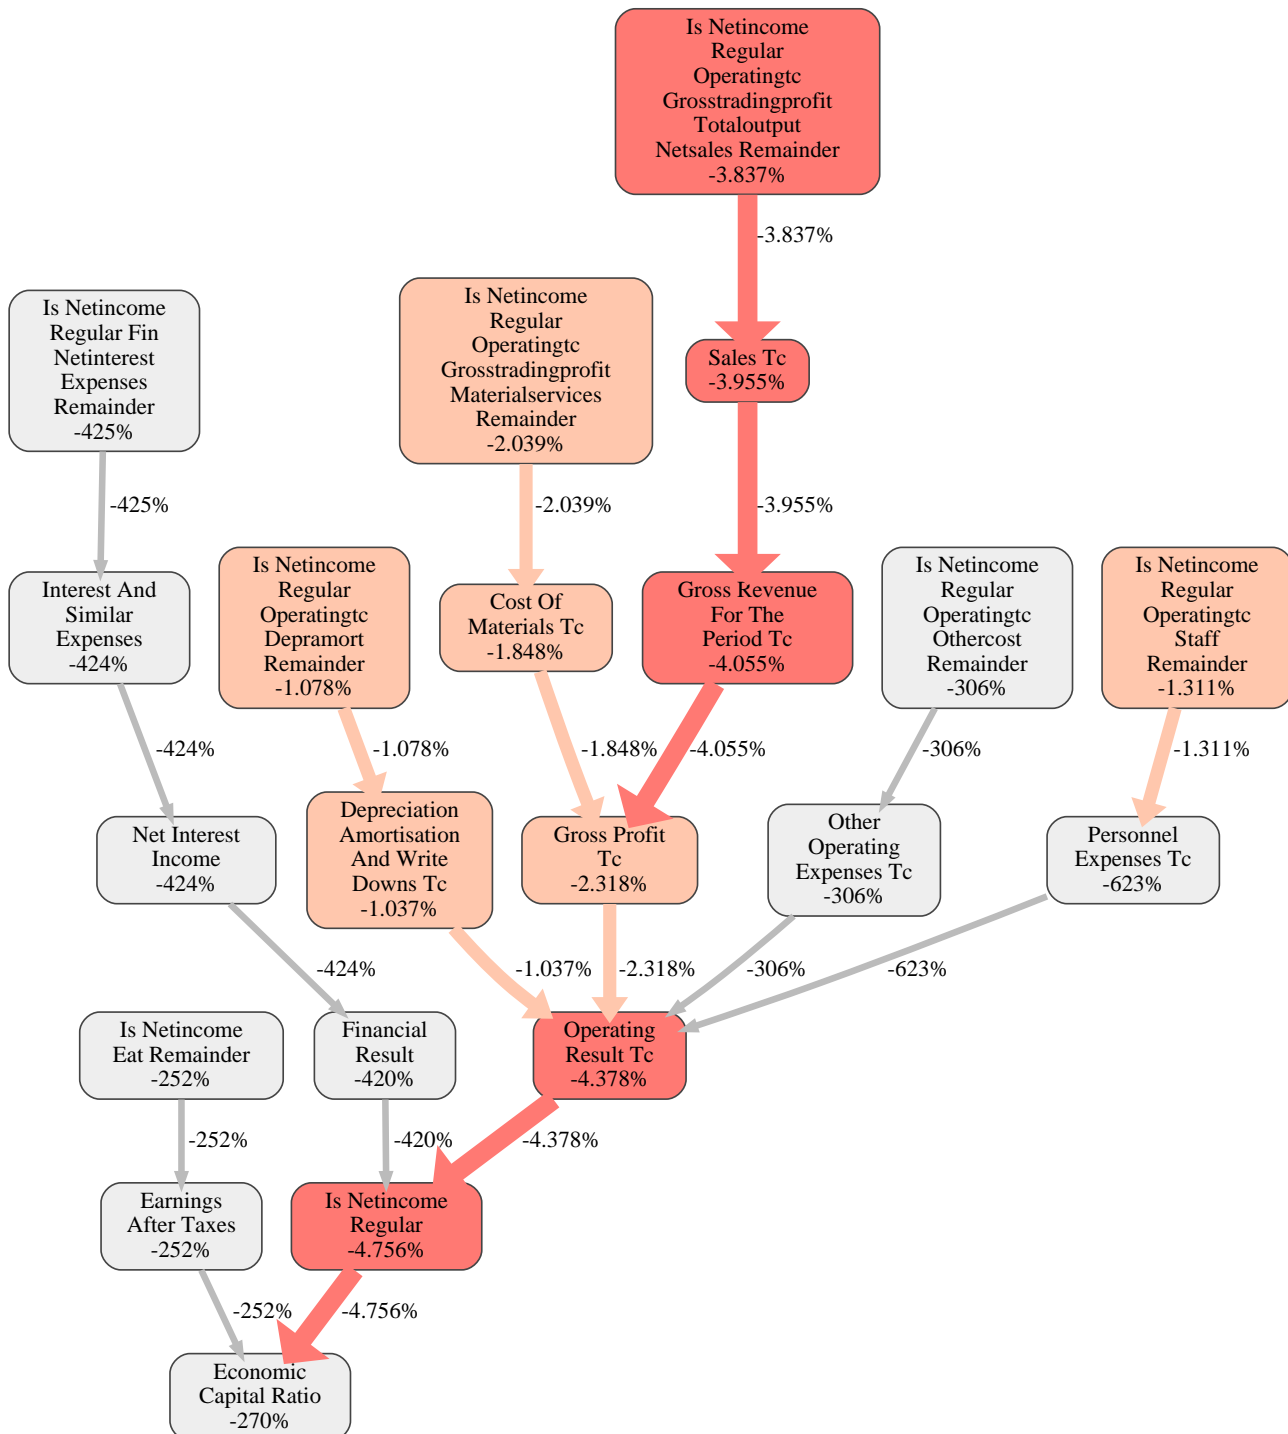 Is Netincome
Regular
Operatingtc
Grosstradingprofit
Totaloutput
Netsales Remainder
-3.837%
-3.837%
Is Netincome
Regular Fin
Netinterest
Expenses
Remainder
-425%
Is Netincome
Regular
Operatingtc
Grosstradingprofit
Materialservices
Remainder
-2.039%
Sales Tc
-3.955%
-425%
-2.039%
-3.955%
Interest And
Similar
Expenses
-424%
Is Netincome
Regular
Operatingtc
Depramort
Remainder
-1.078%
Cost Of
Materials Tc
-1.848%
Gross Revenue
For The
Period Tc
-4.055%
Is Netincome
Regular
Operatingtc
Othercost
Remainder
-306%
Is Netincome
Regular
Operatingtc
Staff
Remainder
-1.311%
-424%
-1.078%
-1.848%
-4.055%
-306%
-1.311%
Net Interest
Income
-424%
Depreciation
Amortisation
And Write
Downs Tc
-1.037%
Gross Profit
Tc
-2.318%
Other
Operating
Expenses Tc
-306%
Personnel
Expenses Tc
-623%
-424%
-1.037%
-2.318%
-306%
-623%
Is Netincome
Eat Remainder
-252%
Financial
Result
-420%
Operating
Result Tc
-4.378%
-252%
-420%
-4.378%
Earnings
After Taxes
-252%
Is Netincome
Regular
-4.756%
-252%
-4.756%
Economic
Capital Ratio
-270%